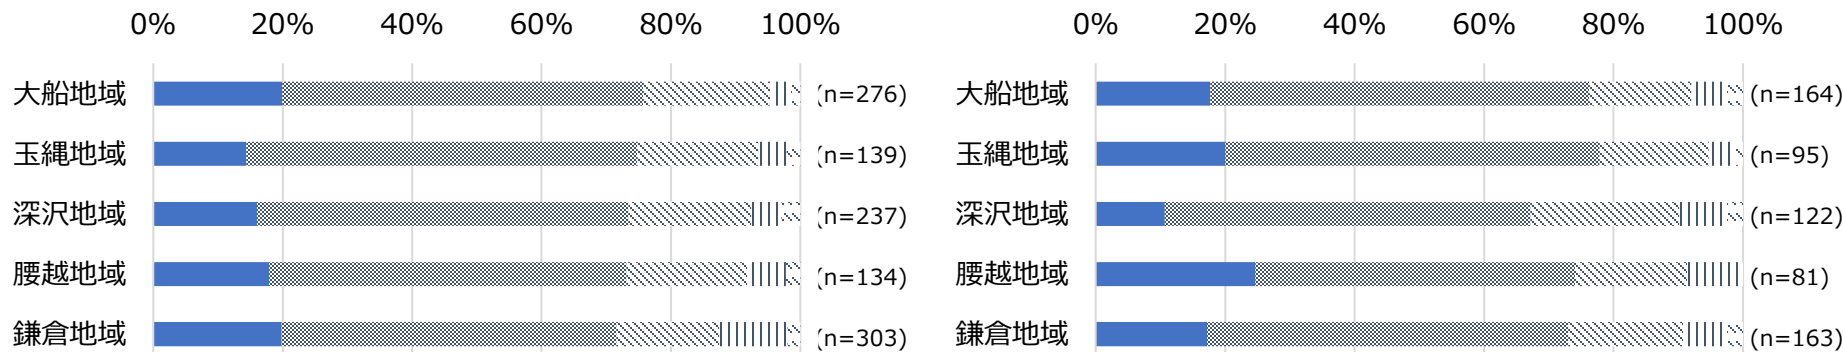 0% 20% 40% 60% 80% 100%
大船地域 (n=276)
玉縄地域 (n=139)
深沢地域 (n=237)
腰越地域 (n=134)
鎌倉地域 (n=303)
0% 20% 40% 60% 80% 100%
大船地域 (n=164)
玉縄地域 (n=95)
深沢地域 (n=122)
腰越地域 (n=81)
鎌倉地域 (n=163)